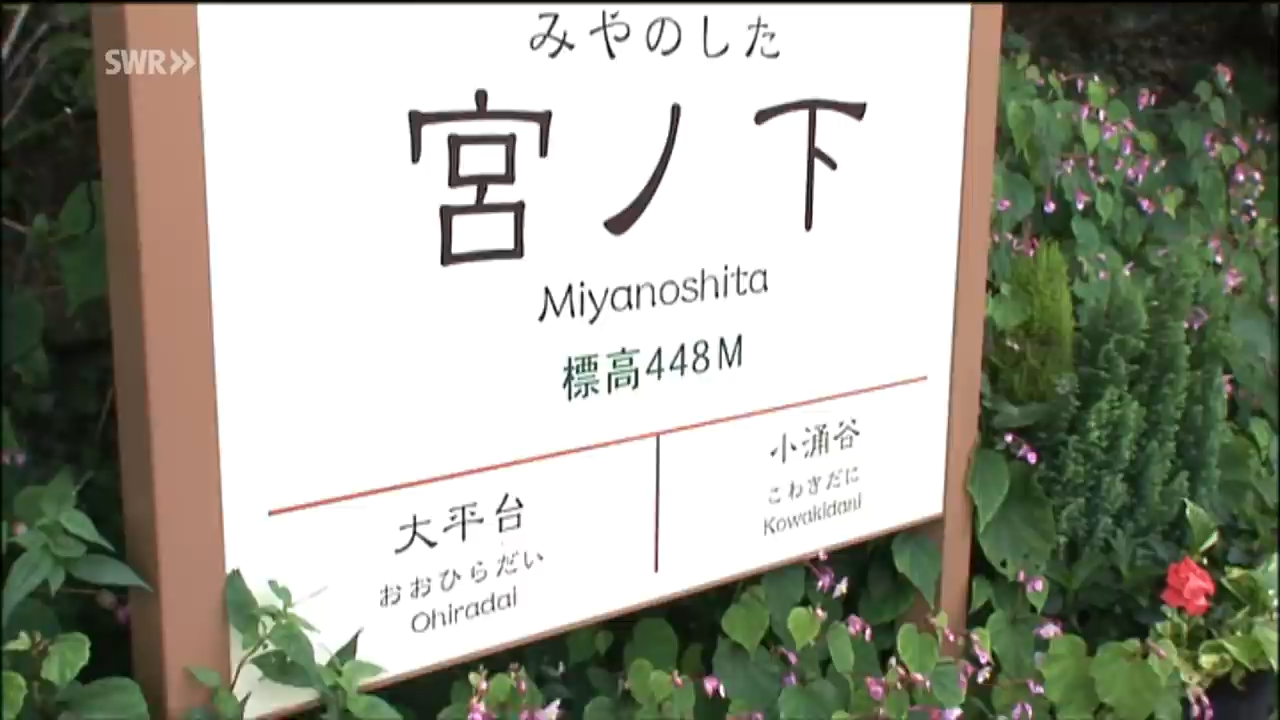 SWR
みやのした
宮ノ下
Miyanoshita
標高448M
大平台
おおひらだい
Ohiradai
小涌谷
こわきだに
Kowakidani